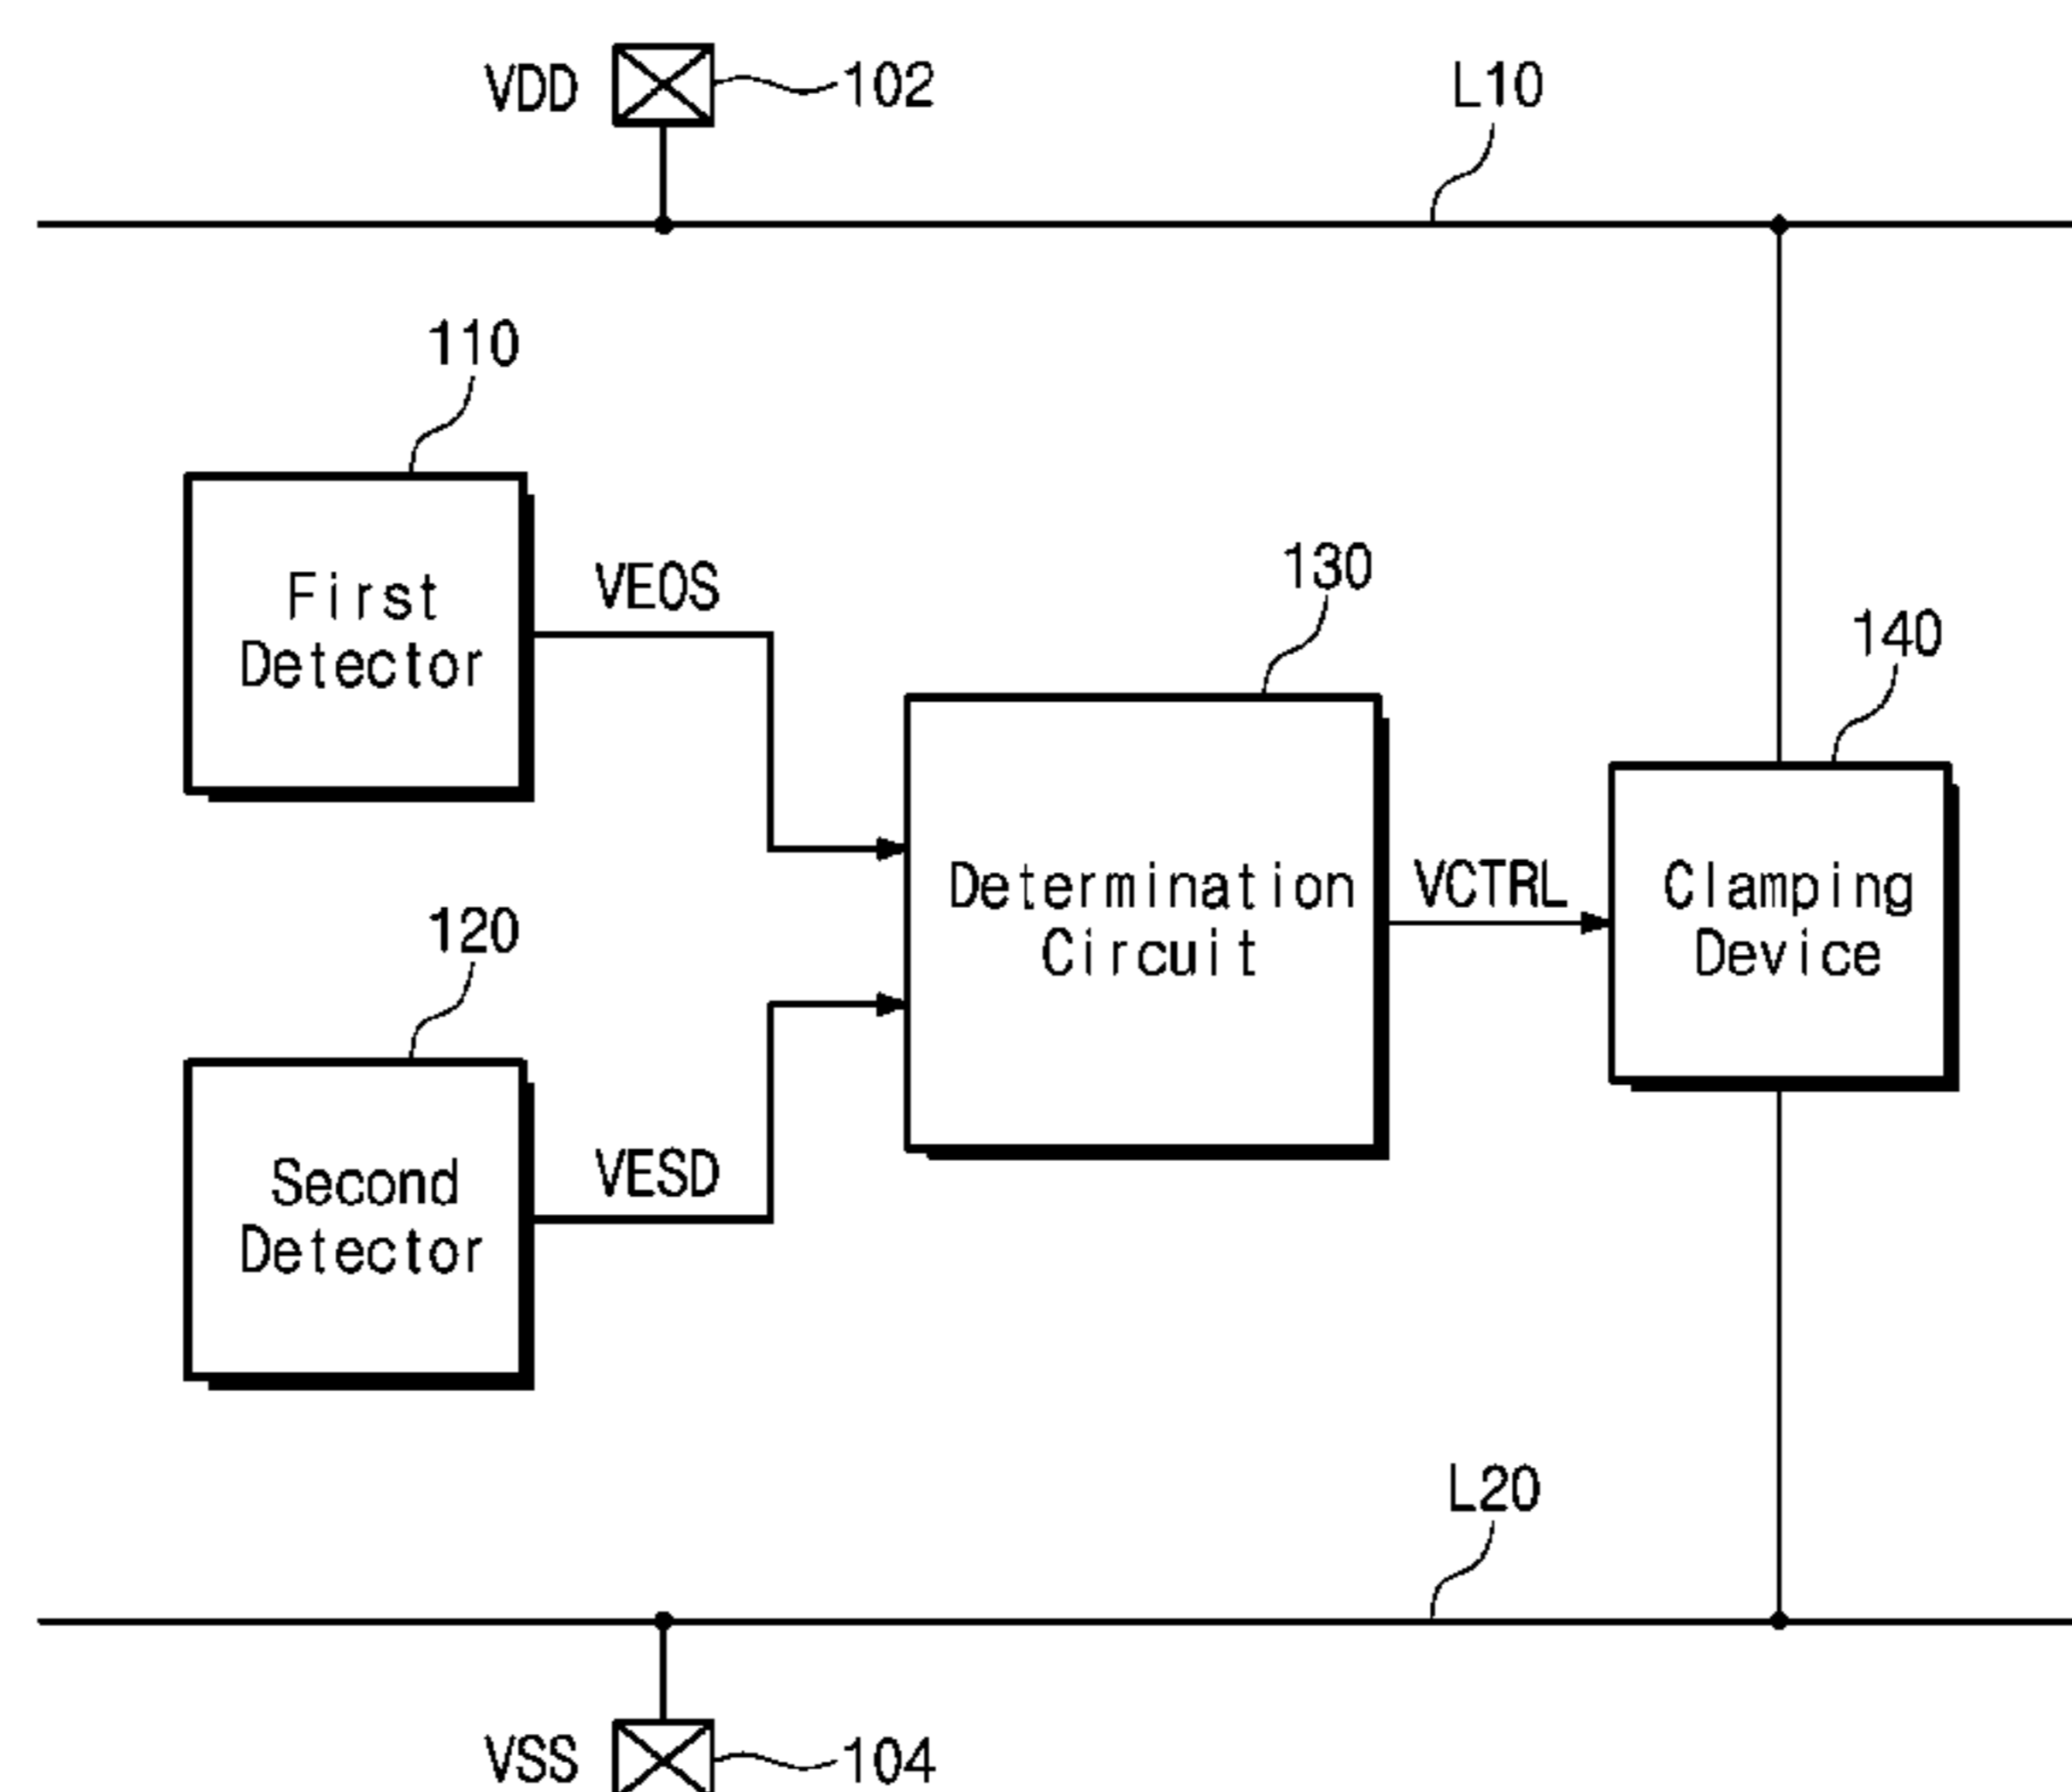 VDD
102
L10
110
First
Detector
VEOS
130
140
Determination
Circuit
VCTRL
Clamping
Device
120
Second
Detector
VESD
L20
VSS
104